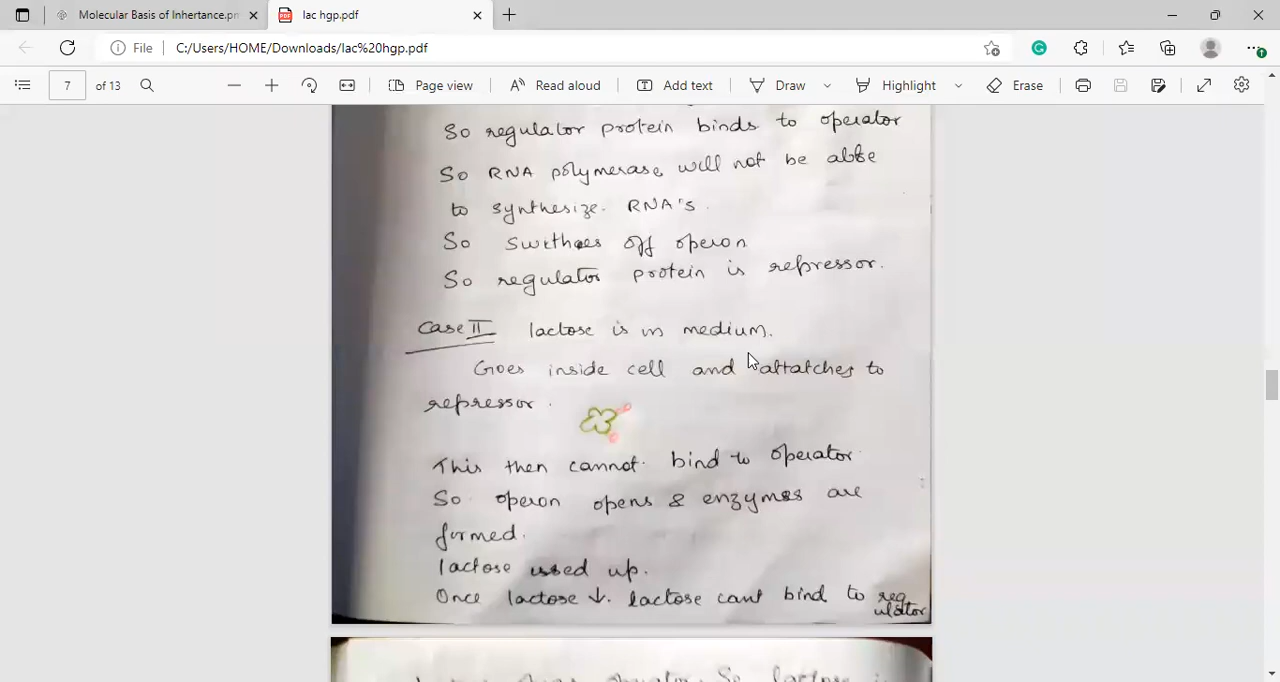 Molecular Basis of Inhertance.pn
lac hgp.pdf
File
C:/Users/HOME/Downloads/lac%20hgp.pdf
7
of 13
Page view
Read aloud
Add text
Draw
Highlight
Erase
So regulator protein binds to operator
So RNA polymerase will not be able
to synthesize. RNA's.
So Swithces off operon
So regulator protein is repressor.
Case II lactose is in medium.
Goes inside cell and attatches to
repressor.
This then cannot bind to operator
So operon opens & enzymes are
formed.
lactose used up.
Once lactose ↓. lactose can't bind to reg
ulator